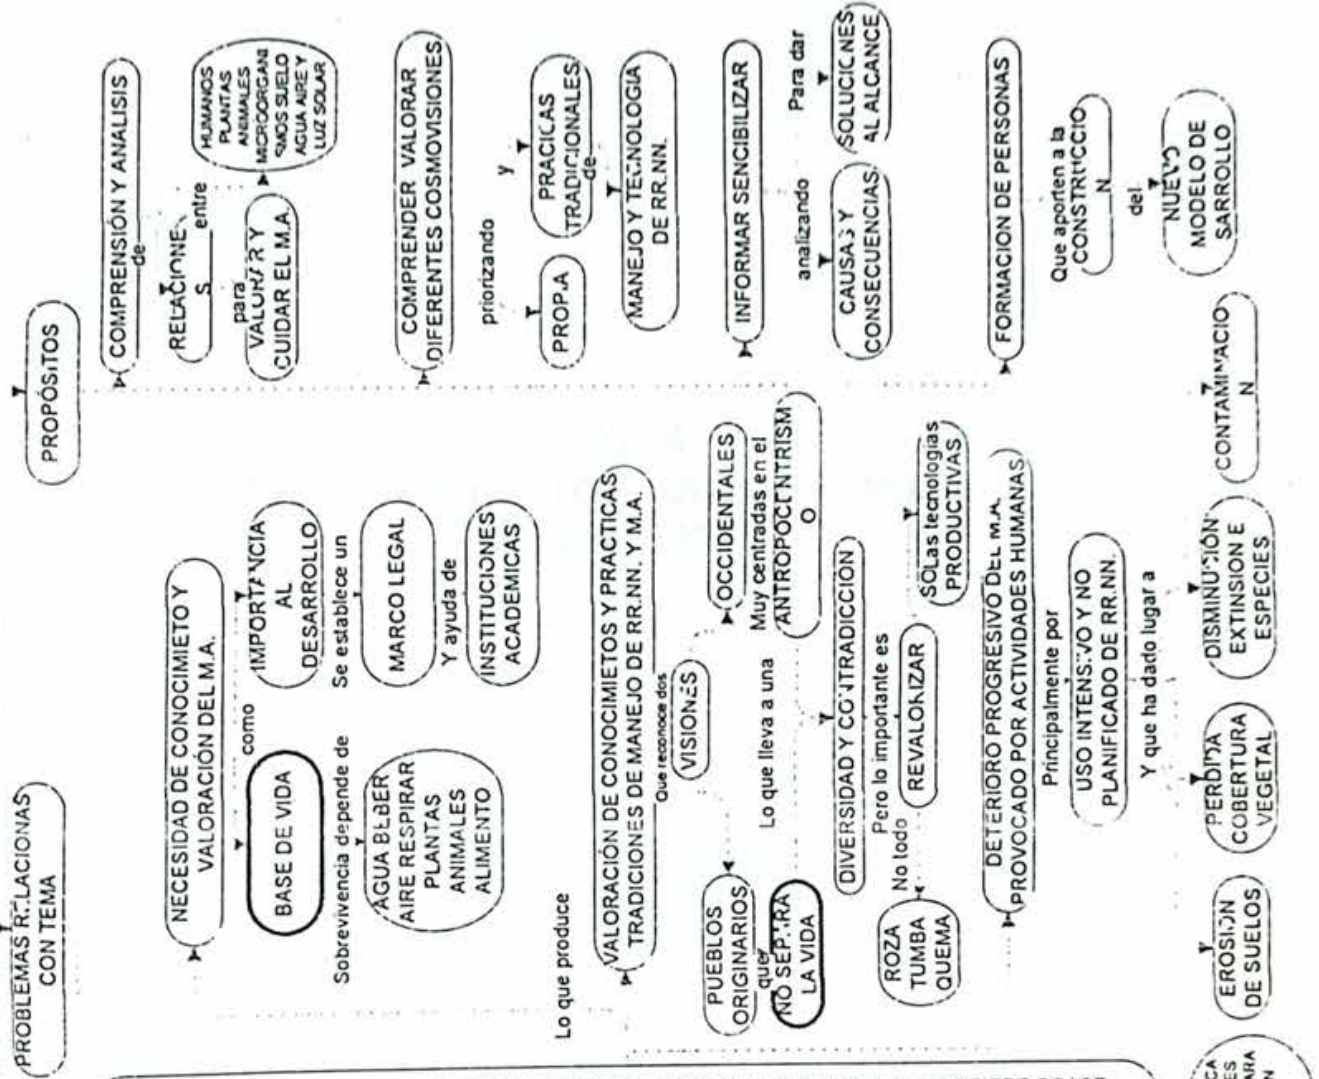 PROBLEMAS RELACIONAS
CON TEMA
NECESIDAD DE CONOCIMIETO Y
VALORACIÓN DEL M.A.
como
BASE DE VIDA
Sobrevivencia depende de
AGUA BEBER
AIRE RESPIRAR
PLANTAS
ANIMALES
ALIMENTO
IMPORTANCIA
AL
DESARROLLO
Se establece un
MARCO LEGAL
Y ayuda de
INSTITUCIONES
ACADEMICAS
Lo que produce
VALORACIÓN DE CONOCIMIETOS Y PRACTICAS
TRADICIONES DE MANEJO DE RR.NN. Y M.A.
Que reconoce dos
VISIONES
PUEBLOS
ORIGINARIOS
que
NO SEPARA
LA VIDA
OCCIDENTALES
Muy centradas en el
ANTROPOCENTRISM
O
Lo que lleva a una
DIVERSIDAD Y CONTRADICCION
Pero lo importante es
REVALORIZAR
No todo
ROZA
TUMBA
QUEMA
SOLas tecnologías
PRODUCTIVAS
DETERIORO PROGRESIVO DEL M.A.
PROVOCADO POR ACTIVIDADES HUMANAS
Principalmente por
USO INTENSIVO Y NO
PLANIFICADO DE RR.NN.
Y que ha dado lugar a
EROSIÓN
DE SUELOS
PERDIDA
COBERTURA
VEGETAL
DISMINUSIÓN
EXTINSION E
ESPECIES
CONTAMINACIO
N
PROPÓSITOS
COMPRENSIÓN Y ANALISIS
de
RELACIONE
S
entre
HUMANOS
PLANTAS
ANIMALES
MICROORGANI
SMOS SUELO
AGUA AIRE Y
LUZ SOLAR
para
VALORAR Y
CUIDAR EL M.A.
COMPRENDER VALORAR
DIFERENTES COSMOVISIONES
priorizando
PROPIA
y
PRACICAS
TRADICIONALES
de
MANEJO Y TECNOLOGIA
DE RR.NN.
INFORMAR SENCIBILIZAR
analizando
CAUSAS Y
CONSECUENCIAS
Para dar
SOLUCIONES
AL ALCANCE
FORMACION DE PERSONAS
Que aporten a la
CONSTRUCCIO
N
del
NUEVO
MODELO DE
SARROLLO